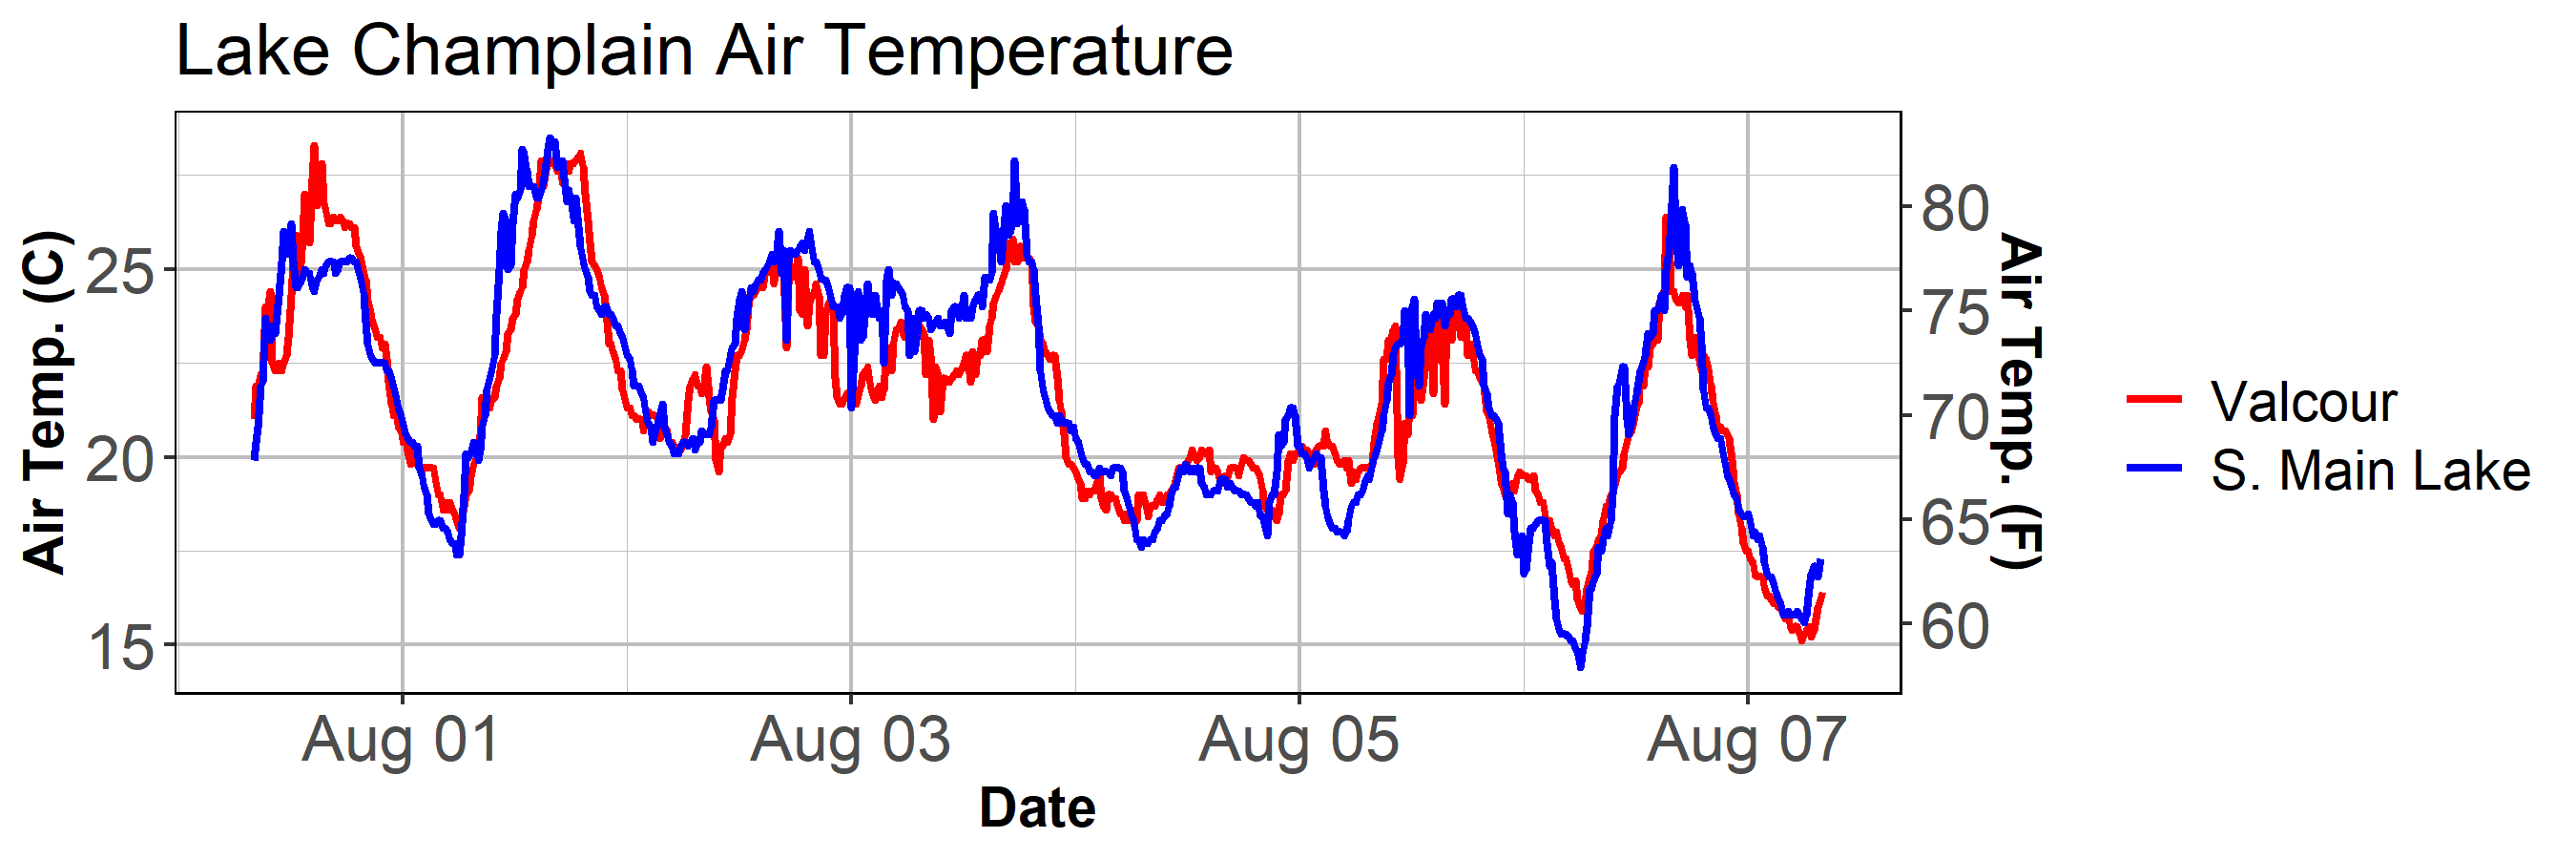 Lake Champlain Air Temperature
Air Temp. (C)
25
20
15
80
75
70
65
60
Air Temp. (F)
Aug 01
Aug 03
Aug 05
Aug 07
Date
Valcour
S. Main Lake